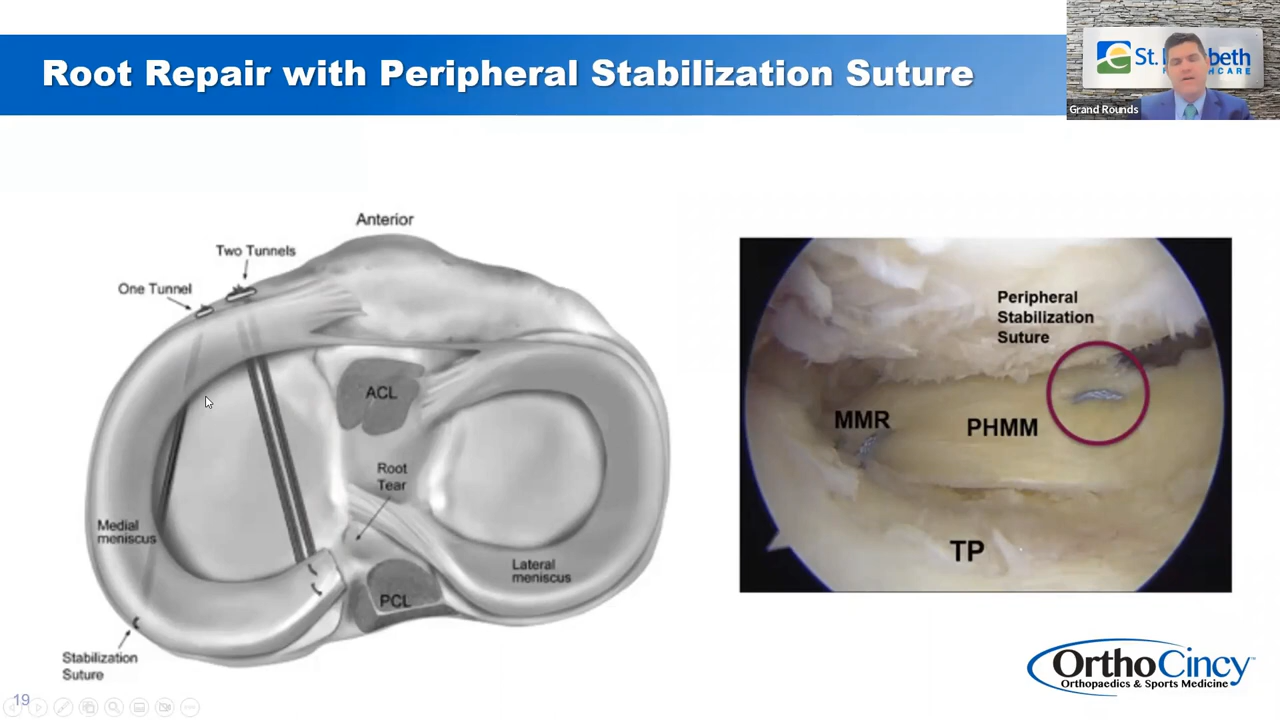 Root Repair with Peripheral Stabilization Suture
Grand Rounds
Anterior
Two Tunnels
One Tunnel
ACL
Root
Tear
Medial
meniscus
Lateral
meniscus
PCL
Stabilization
Suture
Peripheral
Stabilization
Suture
MMR
PHMM
TP
OrthoCincy
Orthopaedics & Sports Medicine
19